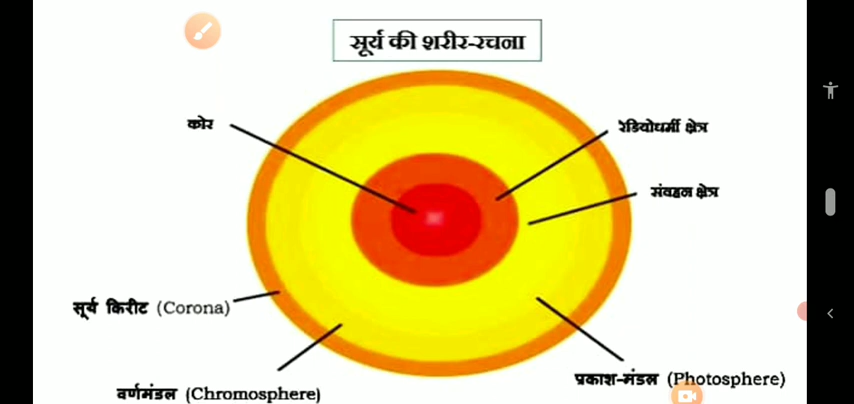 सूर्य की शरीर-रचना
कोर
रेडियोधर्मी क्षेत्र
संवहन क्षेत्र
सूर्य किरीट (Corona)
प्रकाश-मंडल (Photosphere)
वर्णमंडल (Chromosphere)